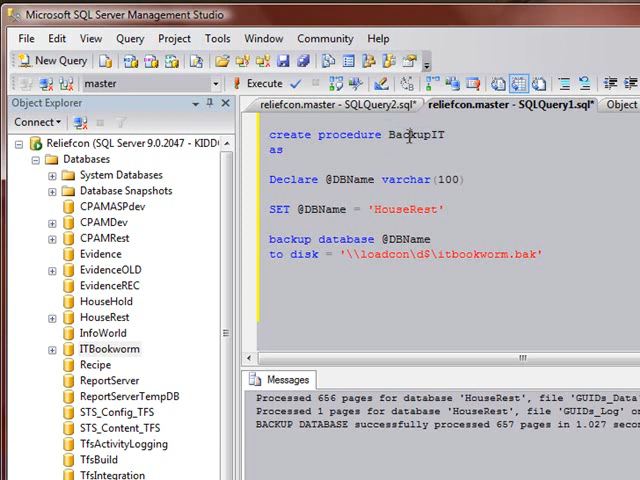 Microsoft SQL Server Management Studio
File Edit View Query Project Tools Window Community Help
New Query
master
Execute
Object Explorer
Connect
Reliefcon (SQL Server 9.0.2047 - KIDD
Databases
System Databases
Database Snapshots
CPAMASPdev
CPAMDev
CPAMRest
Evidence
EvidenceOLD
EvidenceREC
HouseHold
HouseRest
InfoWorld
ITBookworm
Recipe
ReportServer
ReportServerTempDB
STS_Config_TFS
STS_Content_TFS
TfsActivityLogging
TfsBuild
TfsIntegration
reliefcon.master - SQLQuery2.sql* reliefcon.master - SQLQuery1.sql* Object
create procedure BackupIT
as
Declare @DBName varchar(100)
SET @DBName = 'HouseRest'
backup database @DBName
to disk = '\\loadcon\d$\itbookworm.bak'
Messages
Processed 656 pages for database 'HouseRest', file 'GUIDs_Data'
Processed 1 pages for database 'HouseRest', file 'GUIDs_Log' o
BACKUP DATABASE successfully processed 657 pages in 1.027 seco